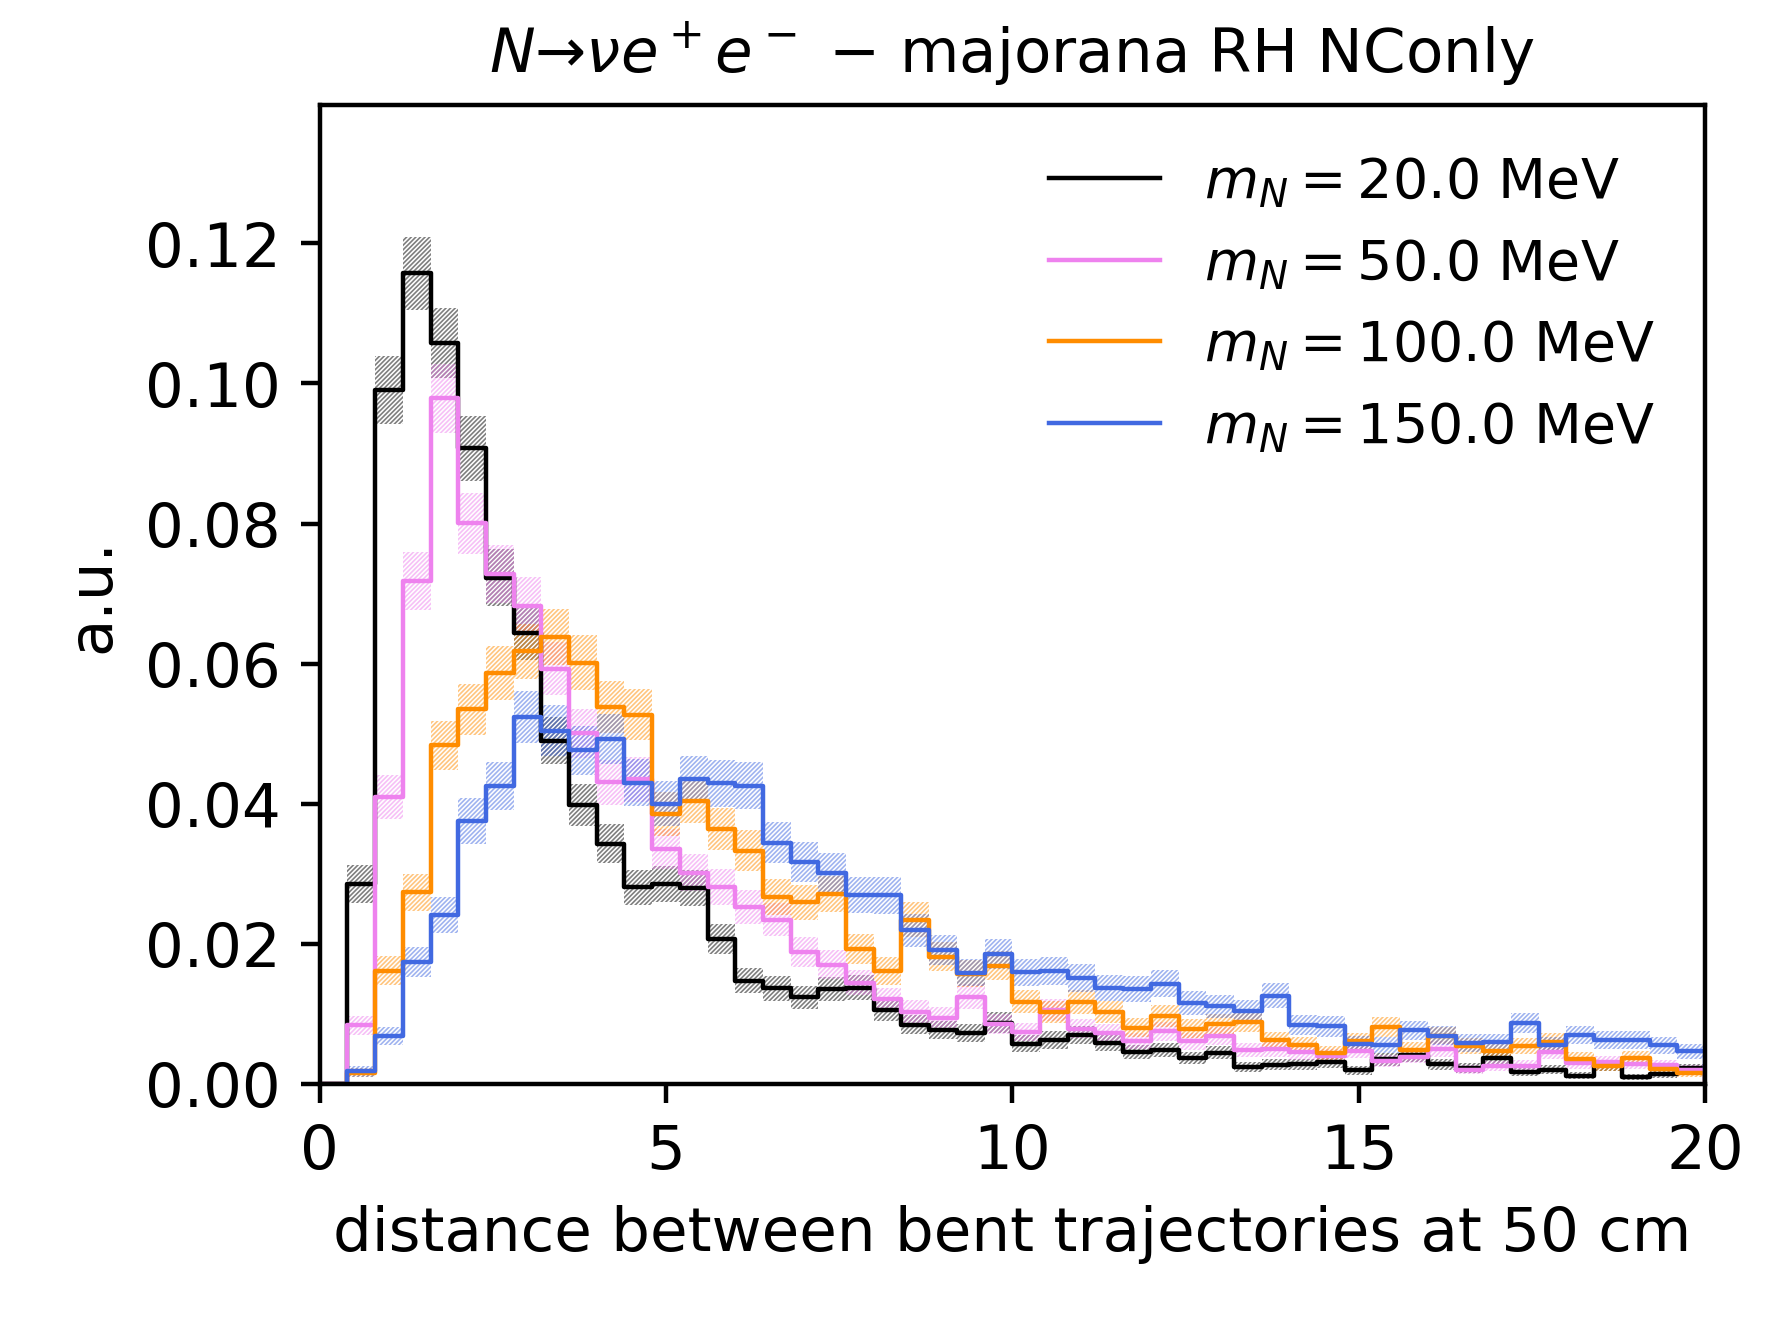 N→νe⁺e⁻ − majorana RH NConly
m_N = 20.0 MeV
m_N = 50.0 MeV
m_N = 100.0 MeV
m_N = 150.0 MeV
0.12
0.10
0.08
0.06
0.04
0.02
0.00
a.u.
0 5 10 15 20
distance between bent trajectories at 50 cm